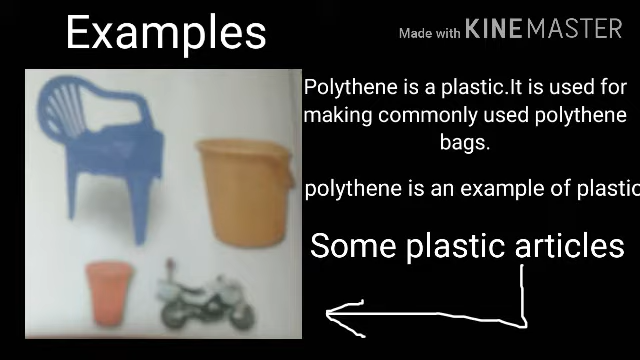 Examples
Made with KINEMASTER
Polythene is a plastic.It is used for
making commonly used polythene
bags.
polythene is an example of plastic
Some plastic articles